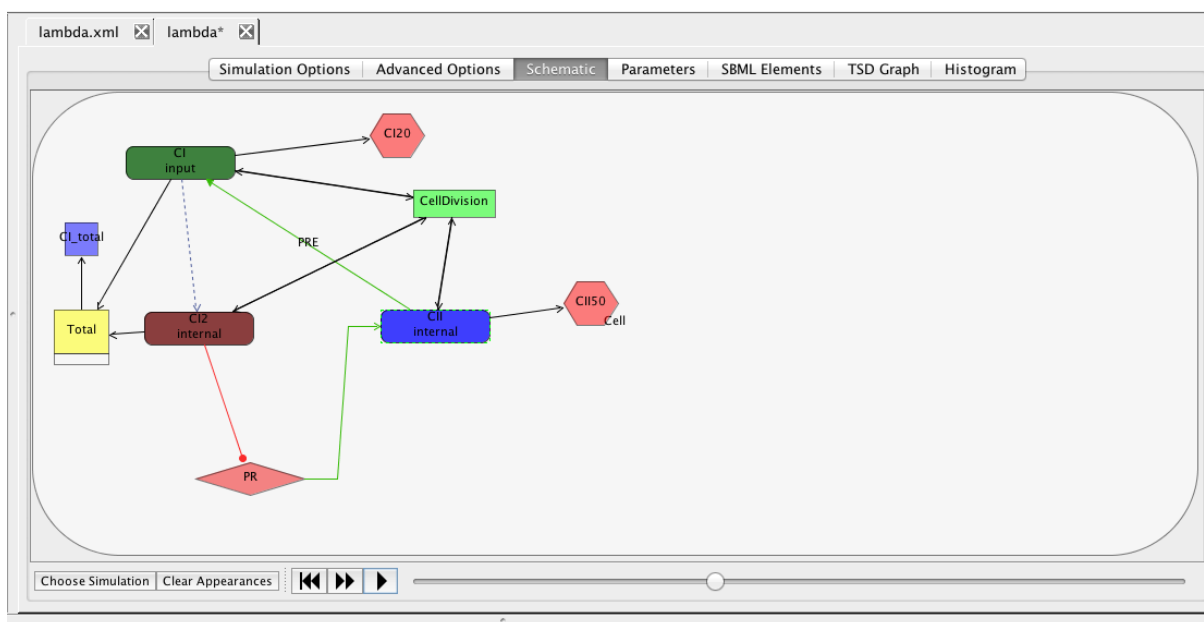 lambda.xml
lambda*
Simulation Options
Advanced Options
Schematic
Parameters
SBML Elements
TSD Graph
Histogram
CI20
CI
input
CellDivision
CI_total
PRE
CII50
Cell
Total
CI2
internal
CII
internal
PR
Choose Simulation
Clear Appearances